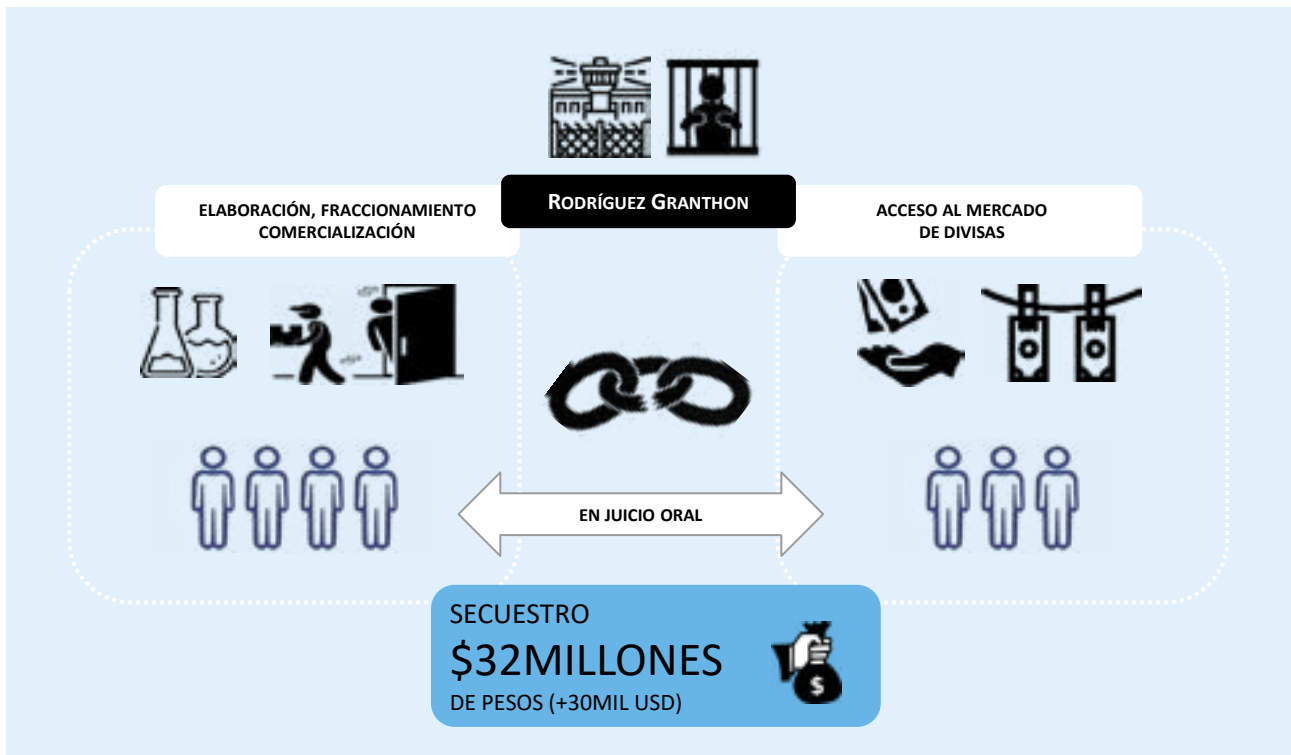 RODRÍGUEZ GRANTHON
ELABORACIÓN, FRACCIONAMIENTO
COMERCIALIZACIÓN
ACCESO AL MERCADO
DE DIVISAS
EN JUICIO ORAL
SECUESTRO
$32MILLONES
DE PESOS (+30MIL USD)
$